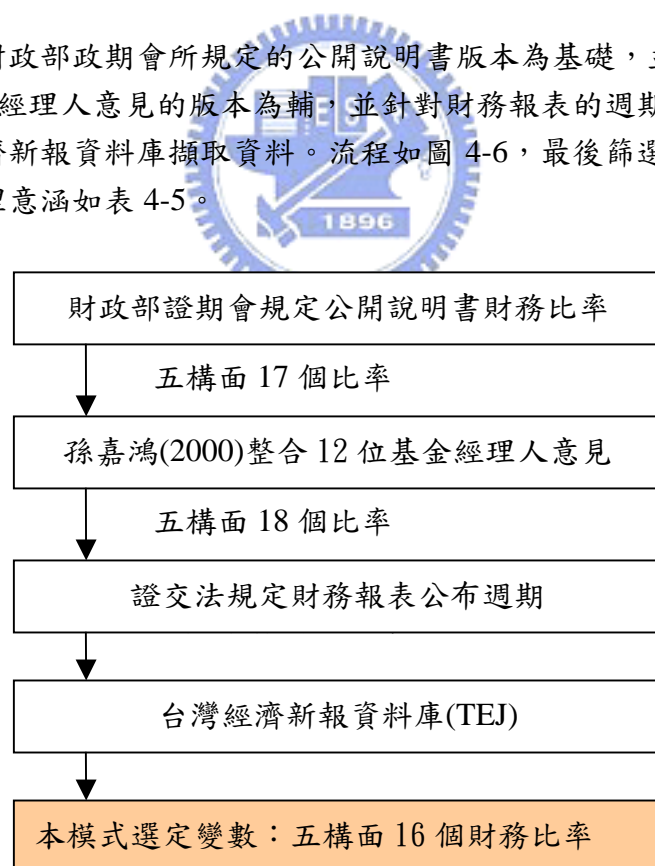 財政部政期會所規定的公開說明書版本為基礎，
經理人意見的版本為輔，並針對財務報表的週期
濟新報資料庫擷取資料。流程如圖 4-6，最後篩選
意涵如表 4-5。
1896
財政部證期會規定公開說明書財務比率
五構面 17 個比率
孫嘉鴻(2000)整合 12 位基金經理人意見
五構面 18 個比率
證交法規定財務報表公布週期
台灣經濟新報資料庫(TEJ)
本模式選定變數：五構面 16 個財務比率